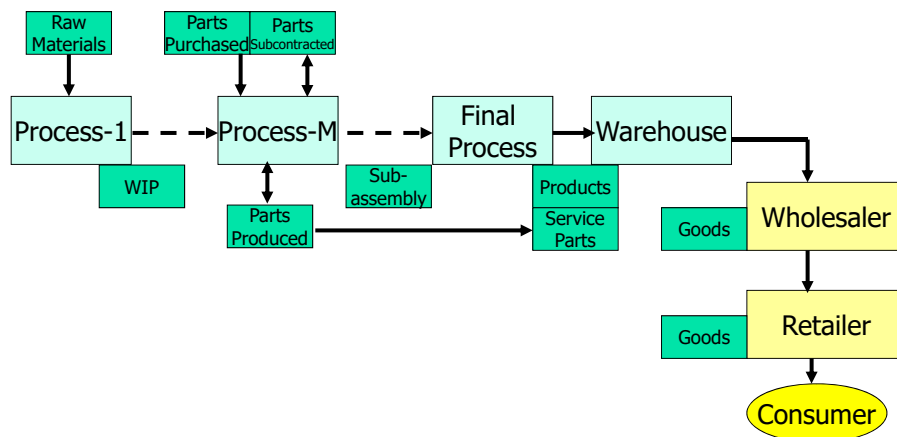 Raw
Materials
Parts
Purchased
Parts
Subcontracted
Process-1
Process-M
Final
Process
Warehouse
WIP
Sub-
assembly
Products
Parts
Produced
Service
Parts
Goods
Wholesaler
Goods
Retailer
Consumer